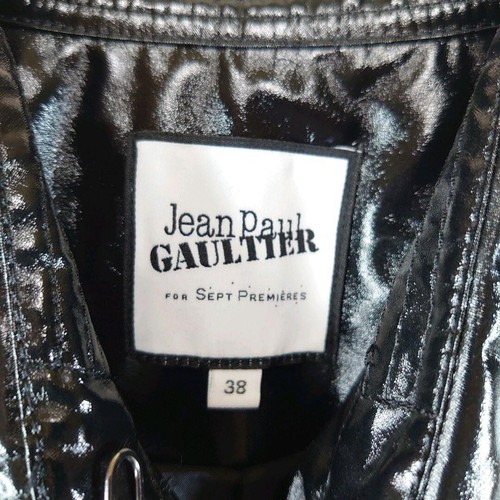 Jean Paul
GAULTIER
FOR SEPT PREMIÈRES
38